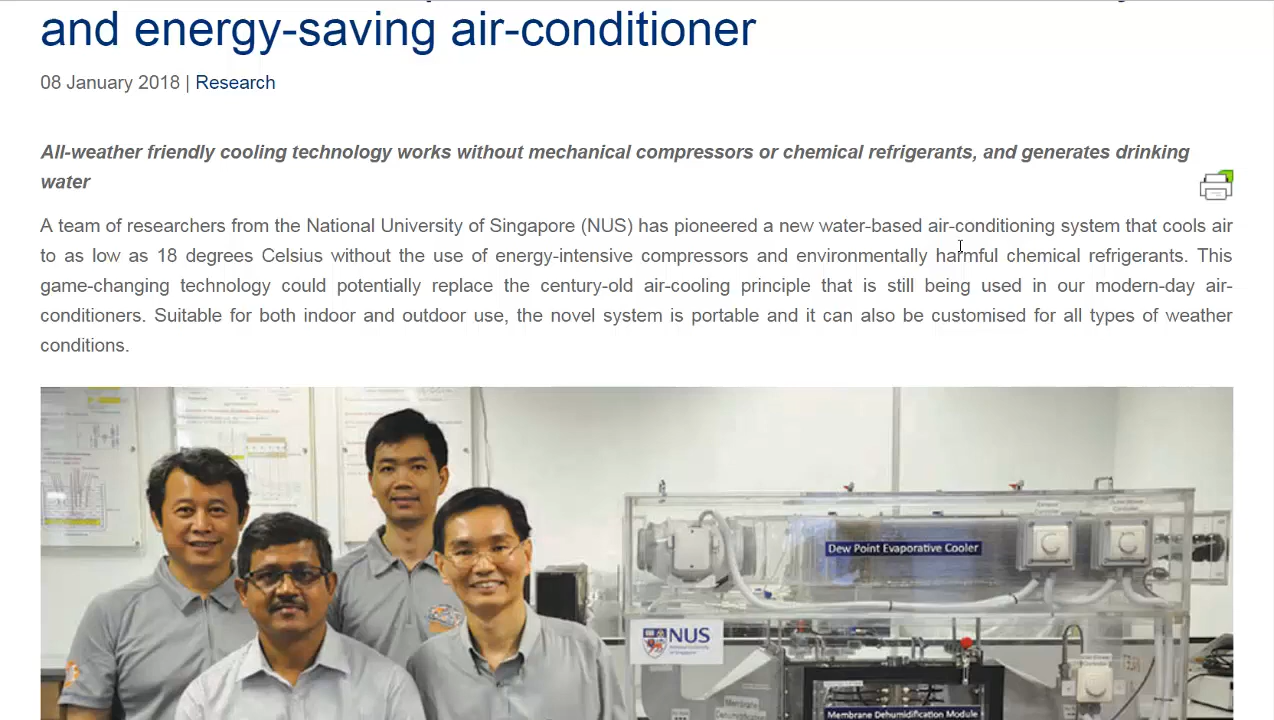 and energy-saving air-conditioner
08 January 2018 | Research
All-weather friendly cooling technology works without mechanical compressors or chemical refrigerants, and generates drinking
water
A team of researchers from the National University of Singapore (NUS) has pioneered a new water-based air-conditioning system that cools air
to as low as 18 degrees Celsius without the use of energy-intensive compressors and environmentally harmful chemical refrigerants. This
game-changing technology could potentially replace the century-old air-cooling principle that is still being used in our modern-day air-
conditioners. Suitable for both indoor and outdoor use, the novel system is portable and it can also be customised for all types of weather
conditions.
Dew Point Evaporative Cooler
NUS
National University
of Singapore
Membrane
Dehumidification
Membrane Dehumidification Module